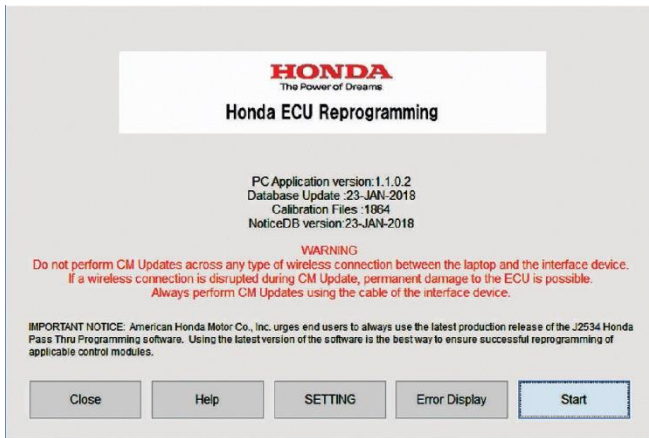 HONDA
The Power of Dreams
Honda ECU Reprogramming
PC Application version:1.1.0.2
Database Update :23-JAN-2018
Calibration Files :1864
NoticeDB version:23-JAN-2018
WARNING
Do not perform CM Updates across any type of wireless connection between the laptop and the interface device.
If a wireless connection is disrupted during CM Update, permanent damage to the ECU is possible.
Always perform CM Updates using the cable of the interface device.
IMPORTANT NOTICE: American Honda Motor Co., Inc. urges end users to always use the latest production release of the J2534 Honda
Pass Thru Programming software. Using the latest version of the software is the best way to ensure successful reprogramming of
applicable control modules.
Close Help SETTING Error Display Start